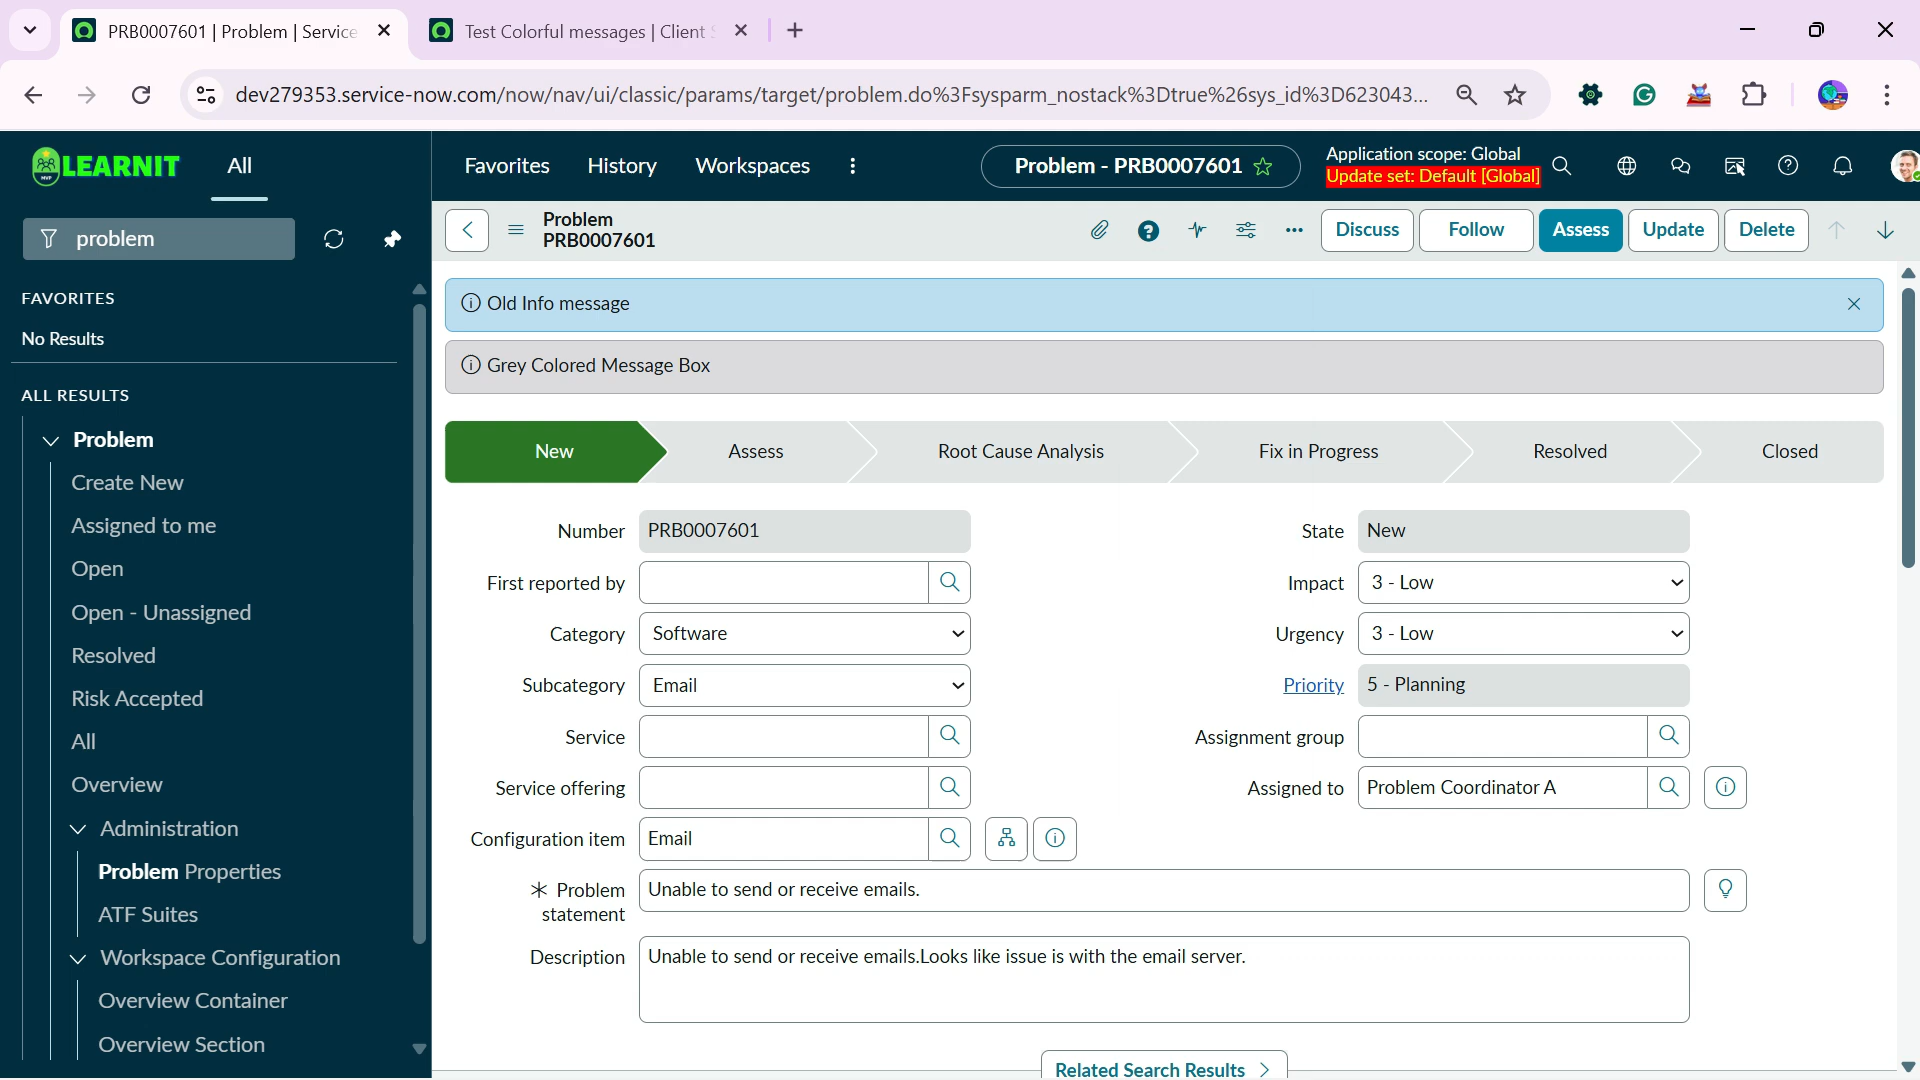 PRB0007601 | Problem | Service
Test Colorful messages | Client S
dev279353.service-now.com/now/nav/ui/classic/params/target/problem.do%3Fsysparm_nostack%3Dtrue%26sys_id%3D623043...
LEARNIT
All
Favorites
History
Workspaces
Problem - PRB0007601
Application scope: Global
Update set: Default [Global]
problem
Problem
PRB0007601
Discuss
Follow
Assess
Update
Delete
FAVORITES
No Results
ALL RESULTS
Problem
Create New
Assigned to me
Open
Open - Unassigned
Resolved
Risk Accepted
All
Overview
Administration
Problem Properties
ATF Suites
Workspace Configuration
Overview Container
Overview Section
Old Info message
Grey Colored Message Box
New
Assess
Root Cause Analysis
Fix in Progress
Resolved
Closed
Number PRB0007601
State New
First reported by
Impact 3 - Low
Category Software
Urgency 3 - Low
Subcategory Email
Priority 5 - Planning
Service
Assignment group
Service offering
Assigned to Problem Coordinator A
Configuration item Email
Problem
statement
Unable to send or receive emails.
Description Unable to send or receive emails.Looks like issue is with the email server.
Related Search Results